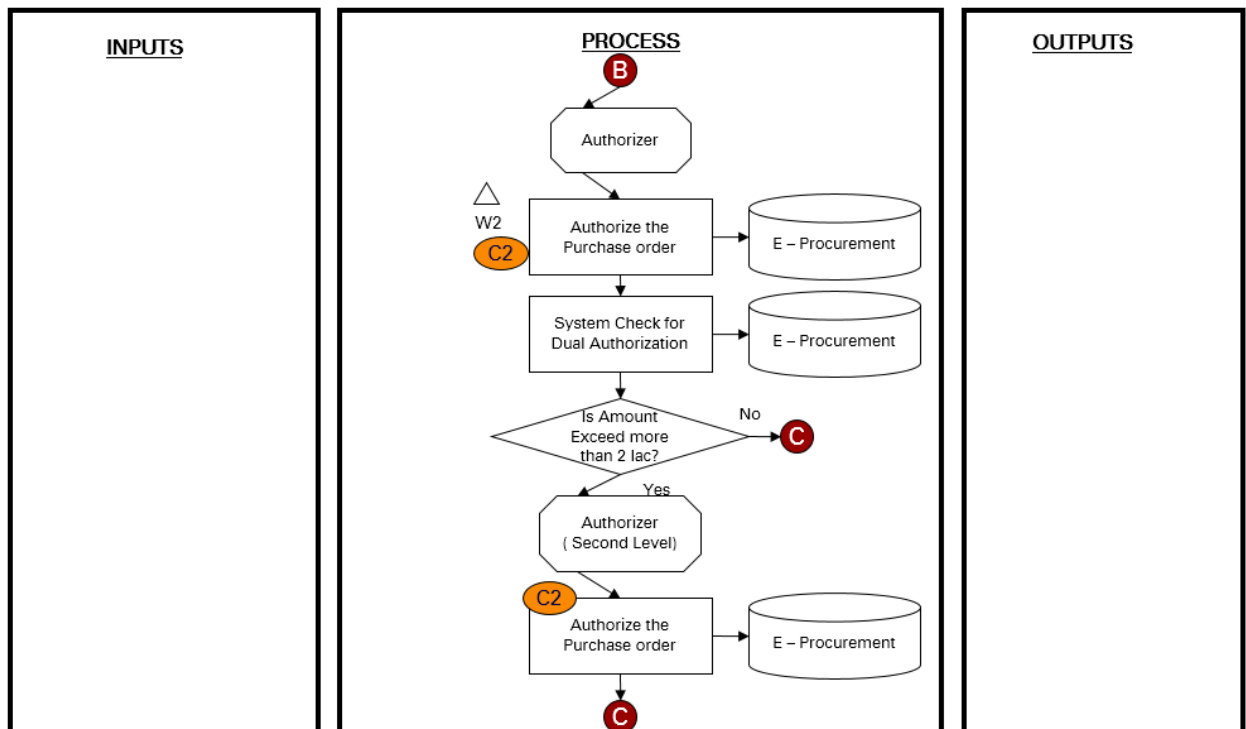 INPUTS
PROCESS
OUTPUTS
B
Authorizer
W2
C2
Authorize the
Purchase order
E – Procurement
System Check for
Dual Authorization
E – Procurement
Is Amount
Exceed more
than 2 lac?
No
C
Yes
Authorizer
( Second Level)
C2
Authorize the
Purchase order
E – Procurement
C